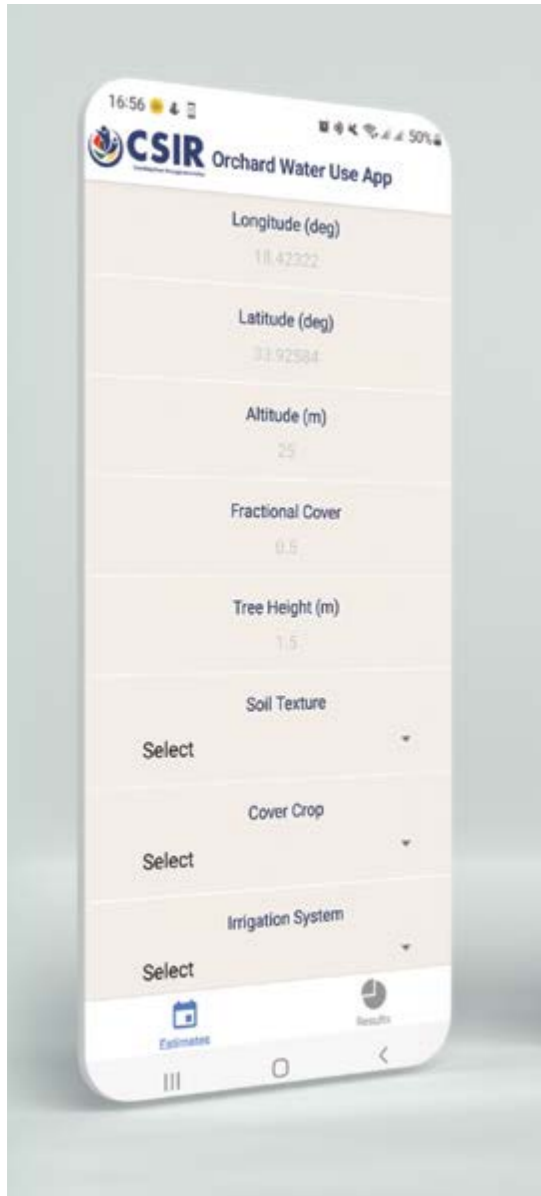 16:56
50%
CSIR Orchard Water Use App
Longitude (deg)
18.42322
Latitude (deg)
33.92584
Altitude (m)
25
Fractional Cover
0.5
Tree Height (m)
1.5
Soil Texture
Select
Cover Crop
Select
Irrigation System
Select
Estimates
Results